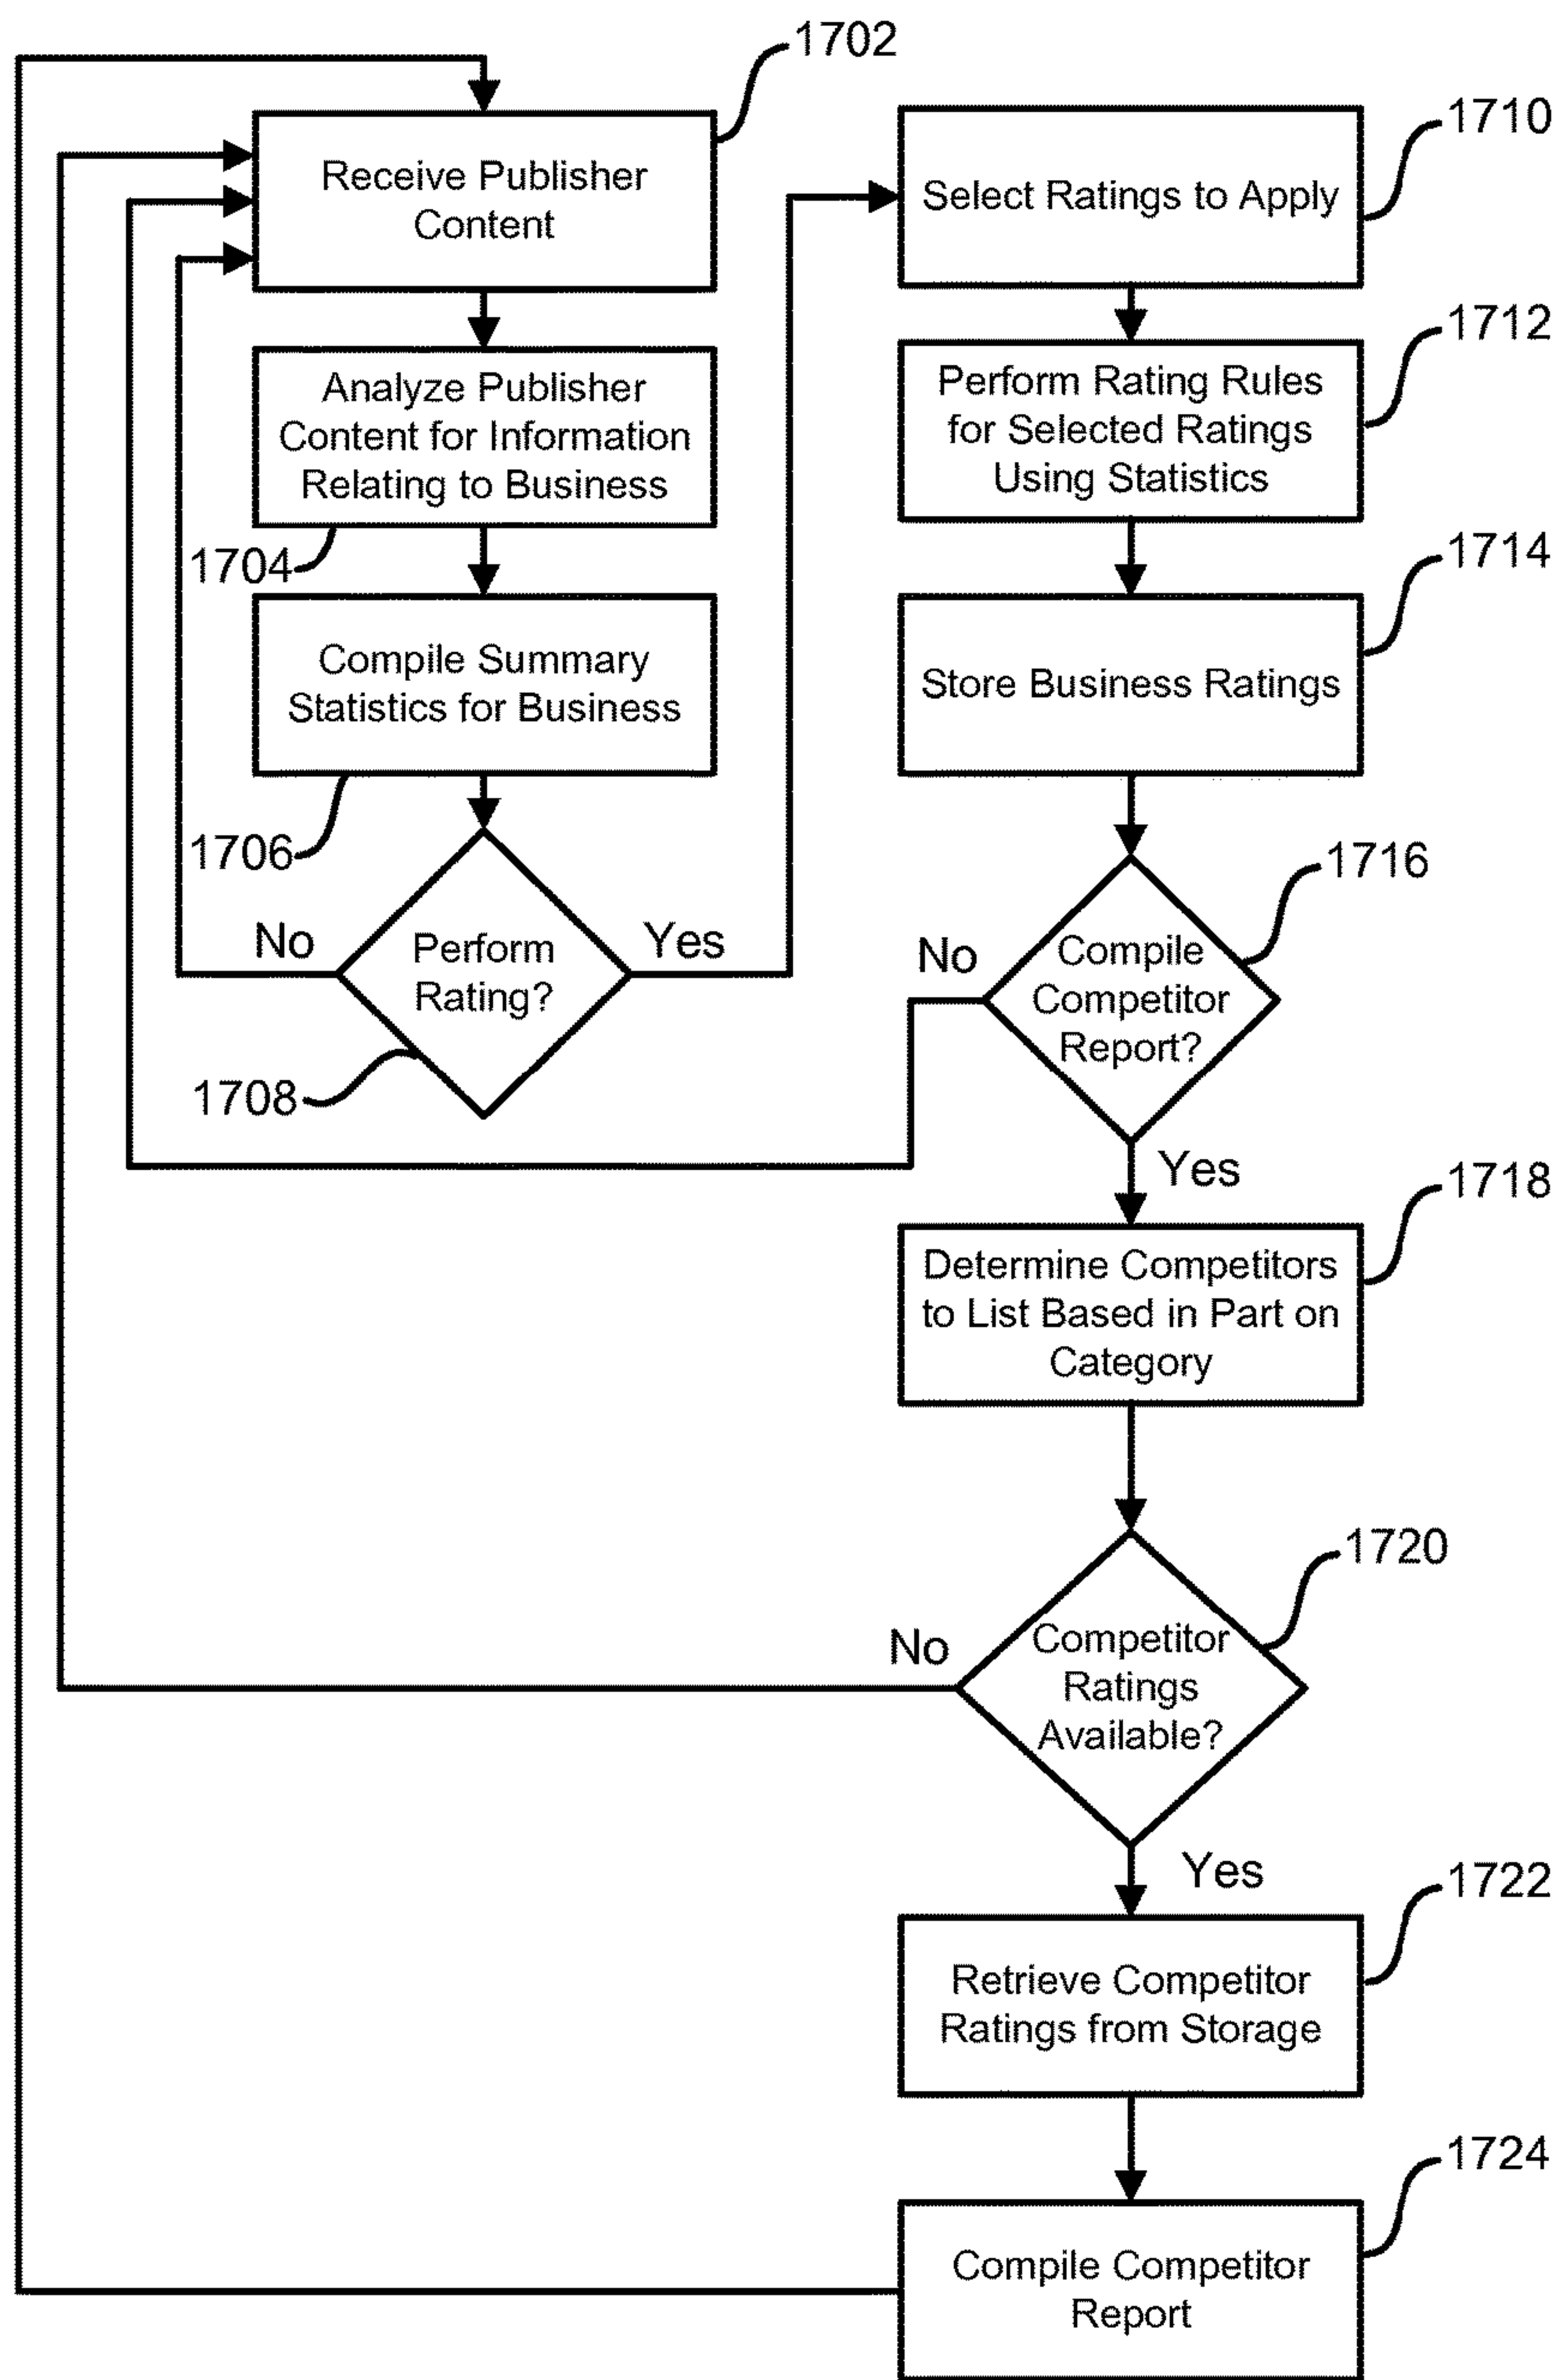 1702
Receive Publisher
Content
Analyze Publisher
Content for Information
Relating to Business
1704
Compile Summary
Statistics for Business
1706
No
Perform
Rating?
Yes
1708
1710
Select Ratings to Apply
1712
Perform Rating Rules
for Selected Ratings
Using Statistics
1714
Store Business Ratings
1716
No
Compile
Competitor
Report?
Yes
1718
Determine Competitors
to List Based in Part on
Category
1720
No
Competitor
Ratings
Available?
Yes
1722
Retrieve Competitor
Ratings from Storage
1724
Compile Competitor
Report